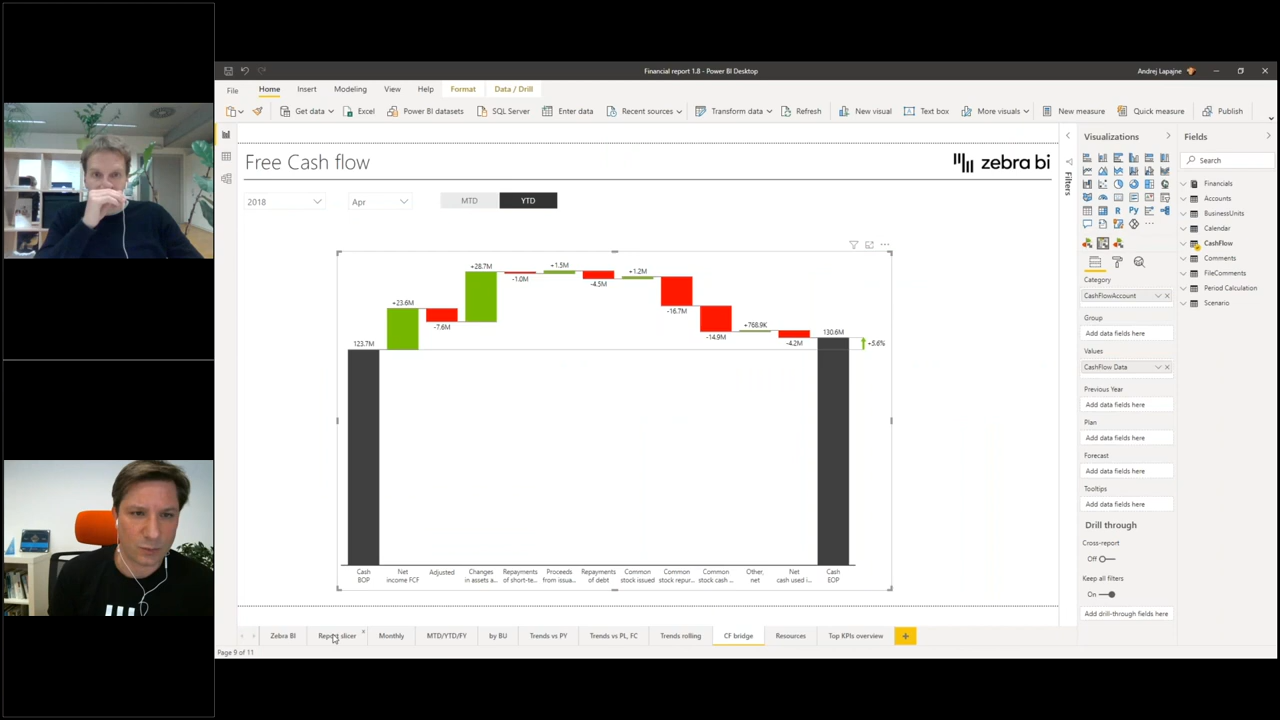 Financial report 1.8 - Power BI Desktop
Andrej Lapajne
File
Home
Insert
Modeling
View
Help
Format
Data / Drill
Get data
Excel
Power BI datasets
SQL Server
Enter data
Recent sources
Transform data
Refresh
New visual
Text box
More visuals
New measure
Quick measure
Publish
Free Cash flow
zebra bi
2018
Apr
MTD
YTD
+28.7M
+1.5M
+1.2M
-1.0M
-4.5M
+23.6M
-7.6M
-16.7M
+768.9K
130.6M
-14.9M
-4.2M
+5.6%
123.7M
Cash BOP
Net income FCF
Adjusted
Changes in assets a...
Repayments of short-te...
Proceeds from issua...
Repayments of debt
Common stock issued
Common stock repur...
Common stock cash ...
Other, net
Net cash used i...
Cash EOP
Filters
Visualizations
R
Py
Category
CashFlowAccount
Group
Add data fields here
Values
CashFlow Data
Previous Year
Add data fields here
Plan
Add data fields here
Forecast
Add data fields here
Tooltips
Add data fields here
Drill through
Cross-report
Off
Keep all filters
On
Add drill-through fields here
Fields
Search
Financials
Accounts
BusinessUnits
Calendar
CashFlow
Comments
FileComments
Period Calculation
Scenario
Zebra BI
Report slicer
Monthly
MTD/YTD/FY
by BU
Trends vs PY
Trends vs PL, FC
Trends rolling
CF bridge
Resources
Top KPIs overview
Page 9 of 11